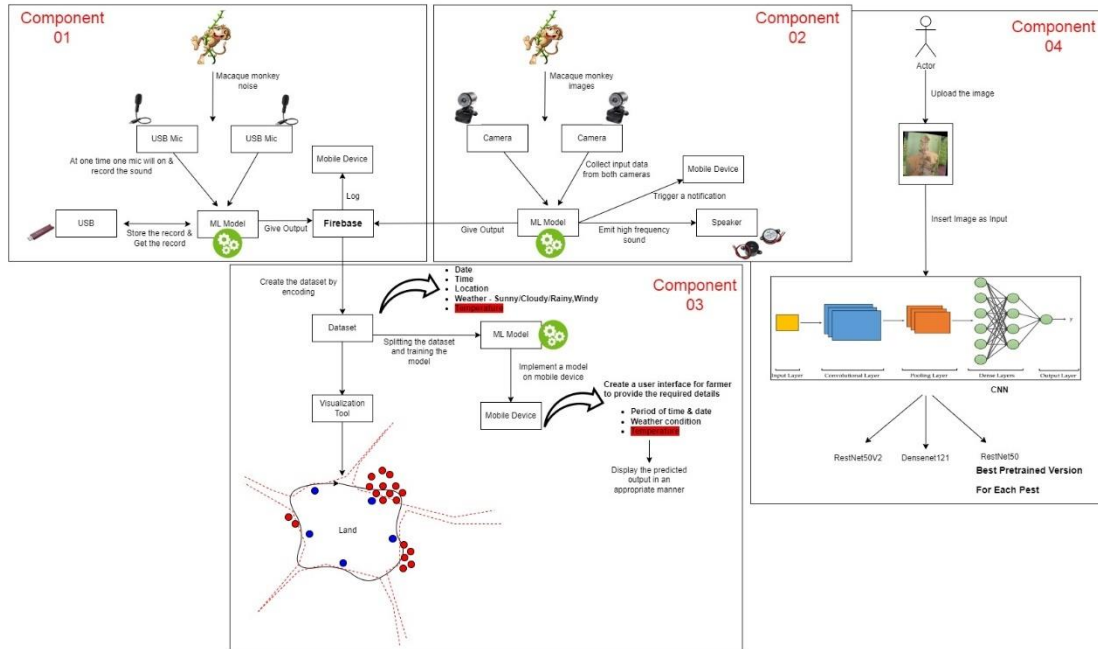 Component
01
Macaque monkey
noise
USB Mic
USB Mic
At one time one mic will on &
record the sound
Mobile Device
Log
USB
Store the record &
Get the record
ML Model
Give Output
Firebase
Component
02
Macaque monkey
images
Camera
Camera
Collect input data
from both cameras
Mobile Device
Trigger a notification
Give Output
ML Model
Emit high frequency
sound
Speaker
Component
03
Create the dataset by
encoding
• Date
• Time
• Location
• Weather - Sunny/Cloudy/Rainy,Windy
• Temperature
Dataset
Splitting the dataset
and training the
model
ML Model
Implement a model
on mobile device
Mobile Device
Create a user interface for farmer
to provide the required details
• Period of time & date
• Weather condition
• Temperature
Display the predicted
output in an
appropriate manner
Visualization
Tool
Land
Component
04
Actor
Upload the image
Insert Image as Input
y
Input Layer
Convolutional Layer
Pooling Layer
Dense Layers
Output Layer
CNN
RestNet50V2
Densenet121
RestNet50
Best Pretrained Version
For Each Pest